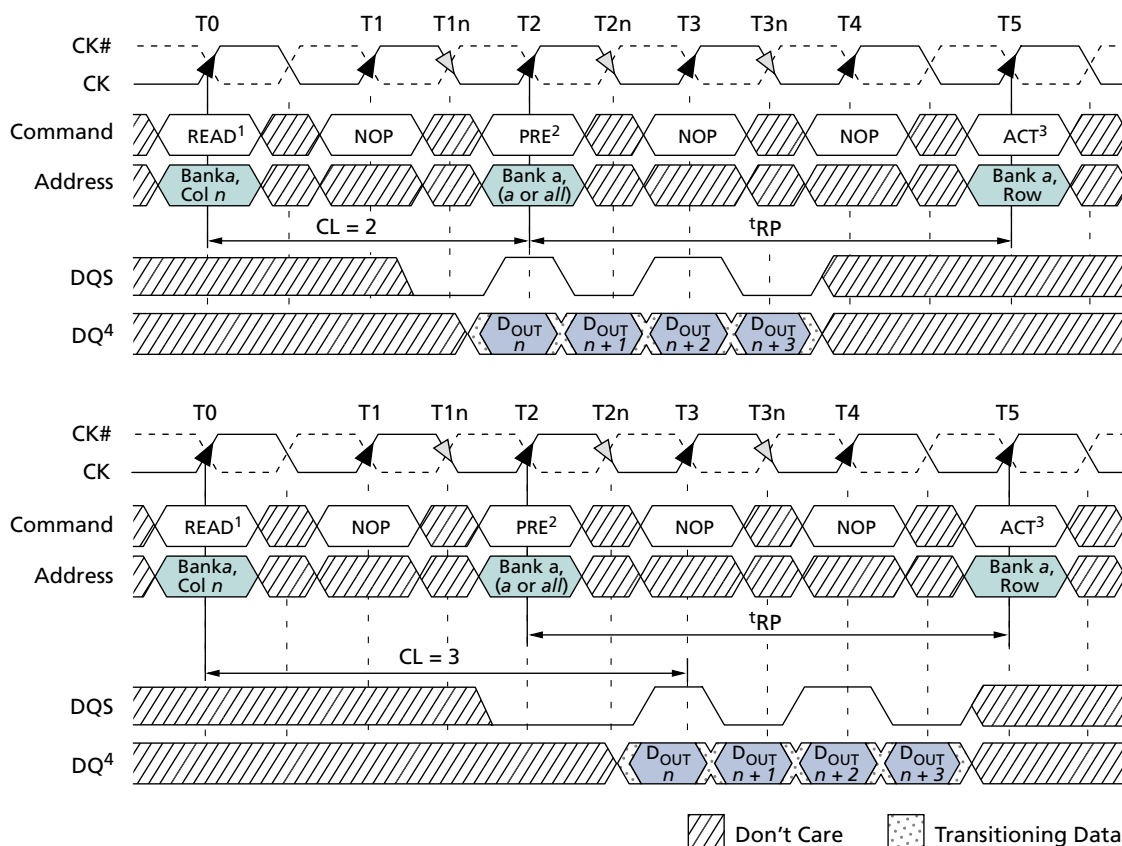 T0 T1 T1n T2 T2n T3 T3n T4 T5
CK#
CK
Command READ¹ NOP PRE² NOP NOP ACT³
Address Banka, Col n Bank a, (a or all) Bank a, Row
CL = 2 ᵗRP
DQS
DQ⁴ DOUT n DOUT n + 1 DOUT n + 2 DOUT n + 3
T0 T1 T1n T2 T2n T3 T3n T4 T5
CK#
CK
Command READ¹ NOP PRE² NOP NOP ACT³
Address Banka, Col n Bank a, (a or all) Bank a, Row
ᵗRP
CL = 3
DQS
DQ⁴ DOUT n DOUT n + 1 DOUT n + 2 DOUT n + 3
Don't Care Transitioning Data